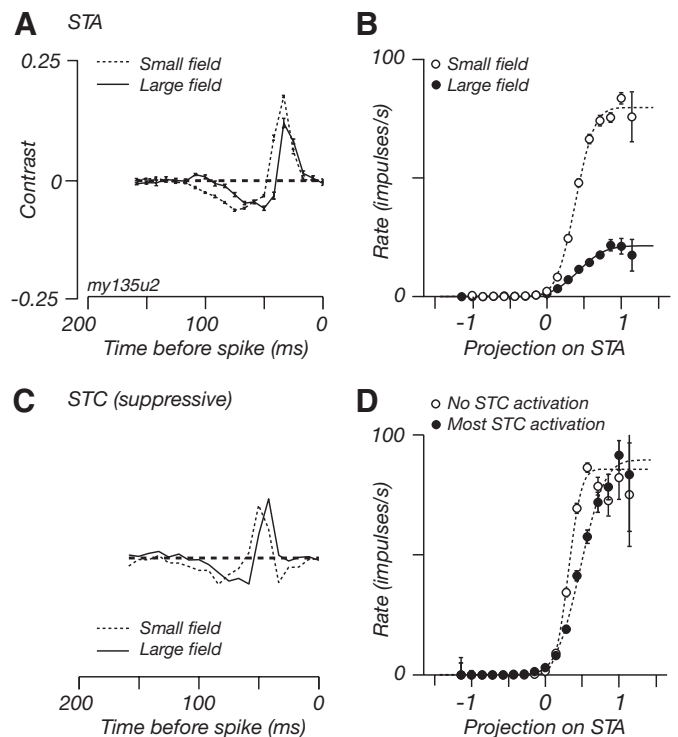 A STA
0.25
Small field
Large field
Contrast
0
-0.25
my135u2
200 100 0
Time before spike (ms)
B
100
Small field
Large field
Rate (impulses/s)
0
-1 0 1
Projection on STA
C STC (suppressive)
Small field
Large field
200 100 0
Time before spike (ms)
D
No STC activation
Most STC activation
100
Rate (impulses/s)
0
-1 0 1
Projection on STA